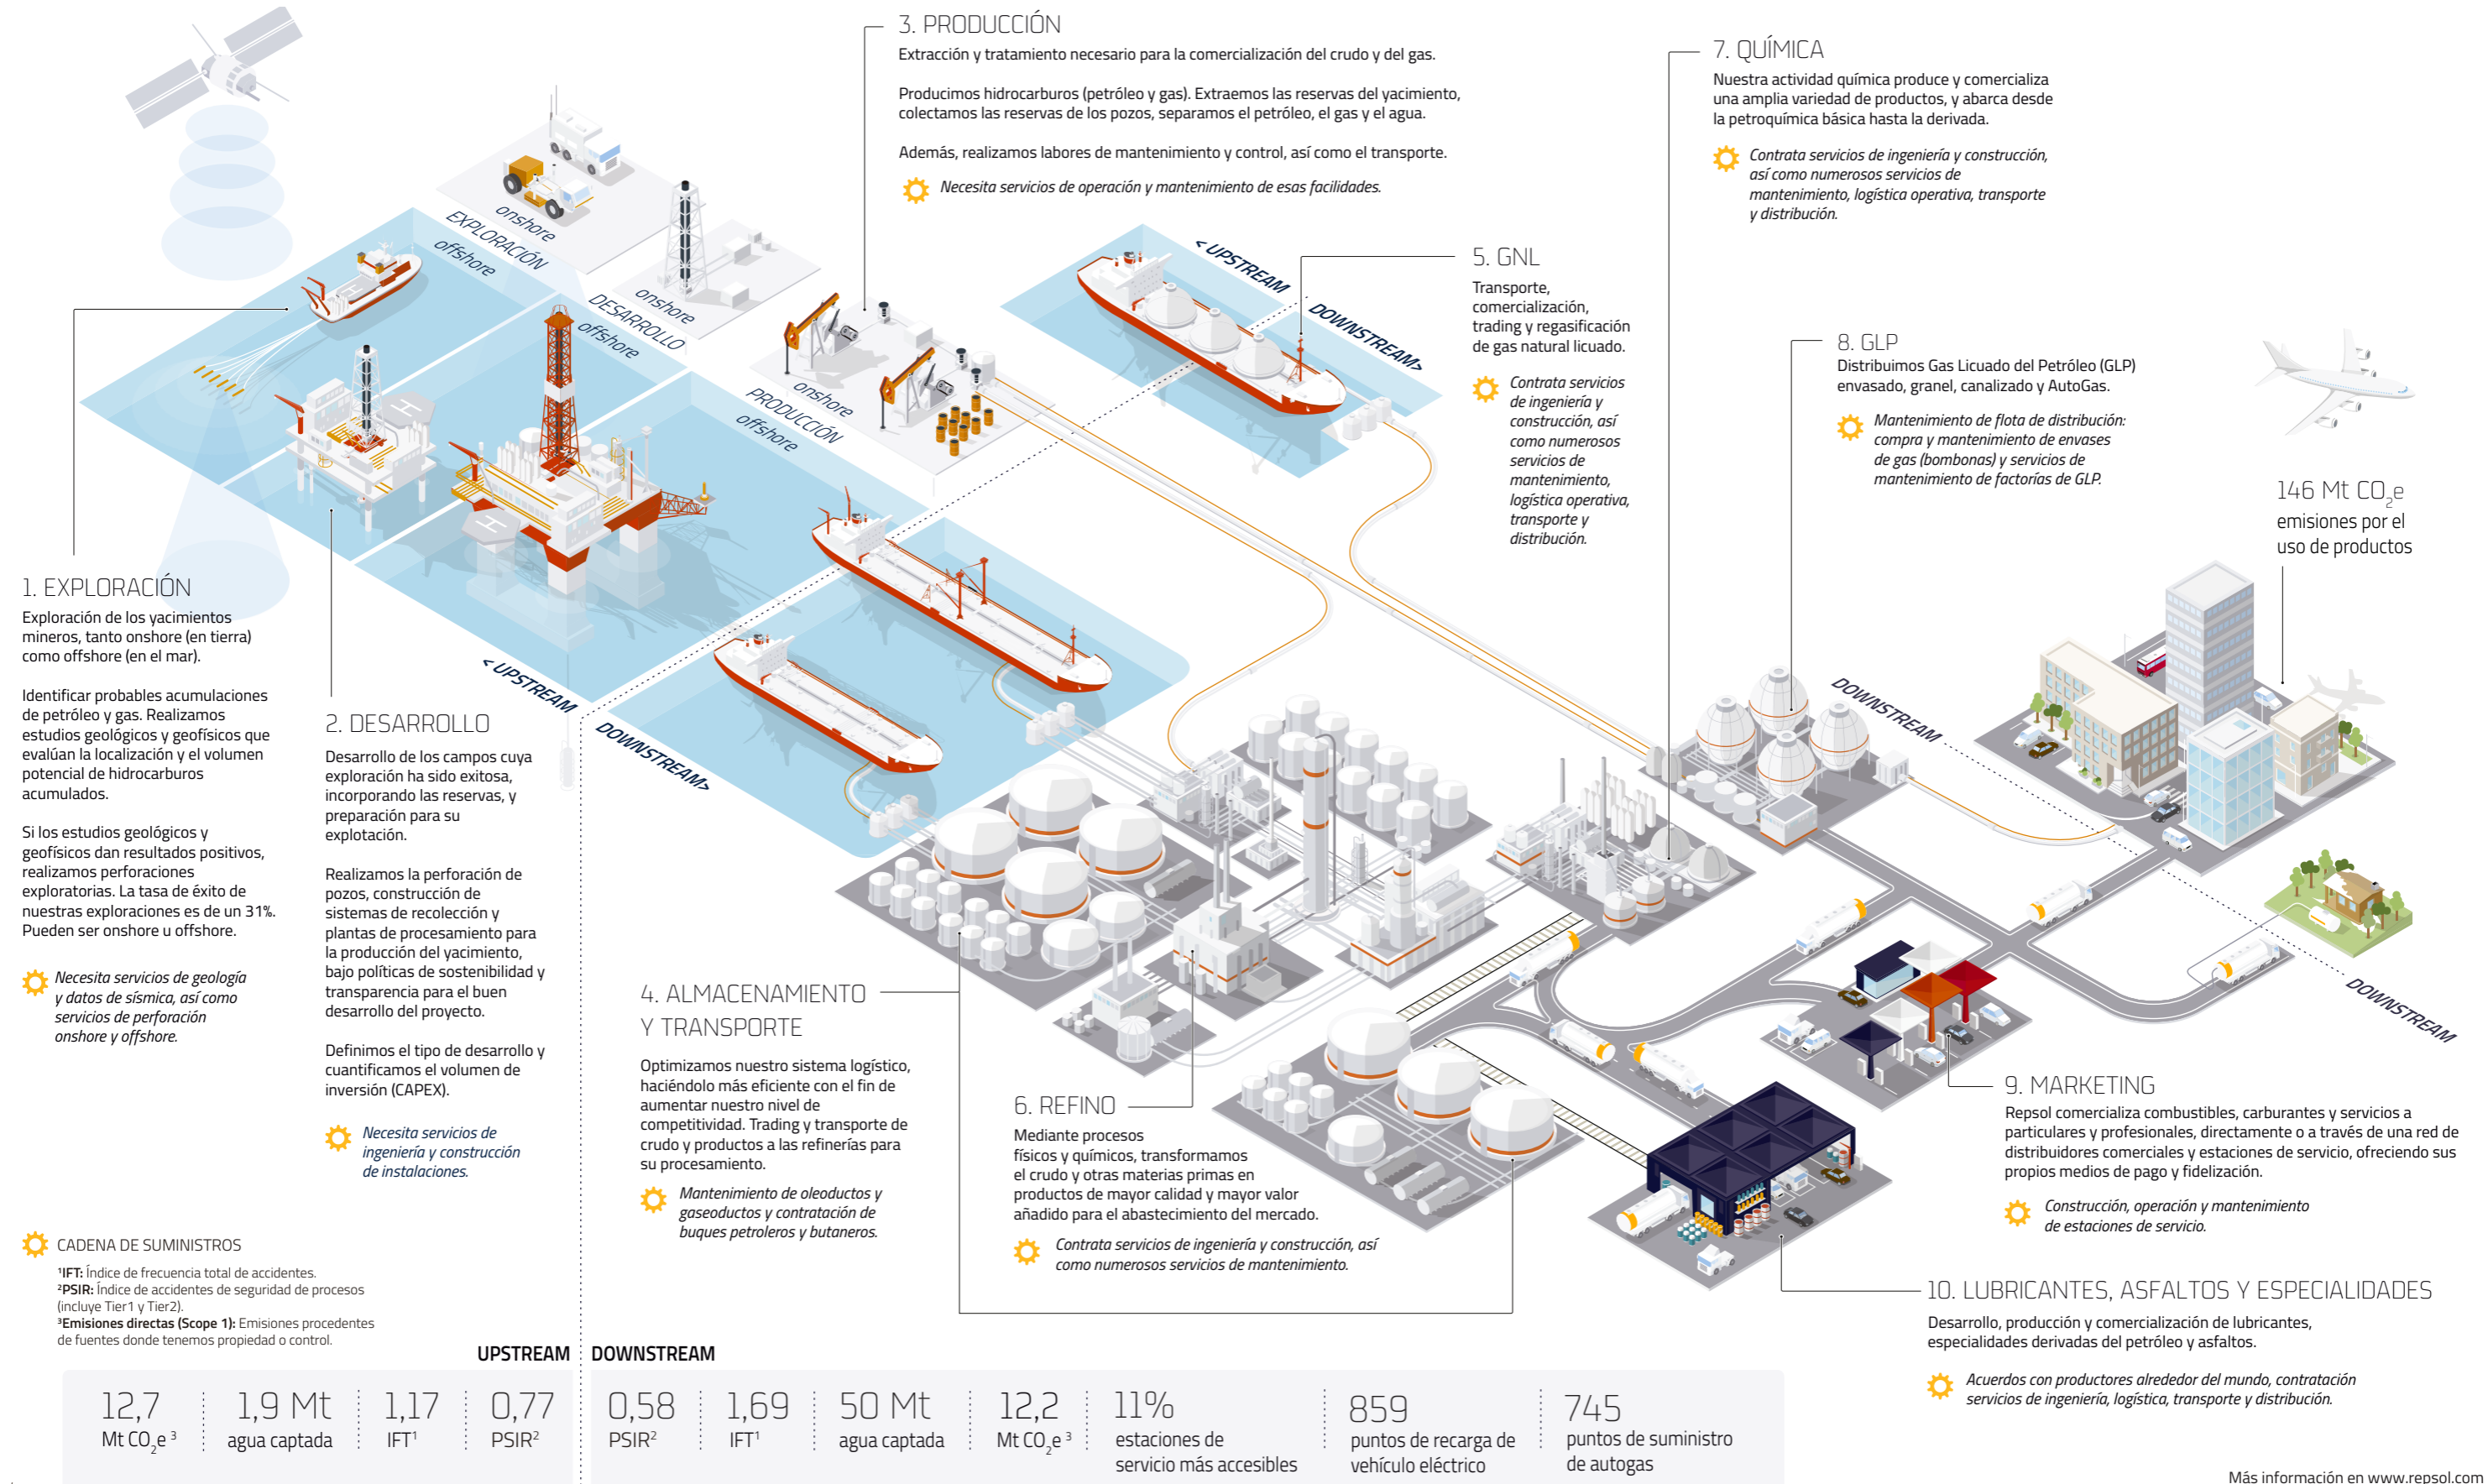 3. PRODUCCIÓN
Extracción y tratamiento necesario para la comercialización del crudo y del gas.
Producimos hidrocarburos (petróleo y gas). Extraemos las reservas del yacimiento,
colectamos las reservas de los pozos, separamos el petróleo, el gas y el agua.
Además, realizamos labores de mantenimiento y control, así como el transporte.
Necesita servicios de operación y mantenimiento de esas facilidades.
7. QUÍMICA
Nuestra actividad química produce y comercializa
una amplia variedad de productos, y abarca desde
la petroquímica básica hasta la derivada.
Contrata servicios de ingeniería y construcción,
así como numerosos servicios de
mantenimiento, logística operativa, transporte
y distribución.
onshore
EXPLORACIÓN
offshore
onshore
DESARROLLO
offshore
onshore
PRODUCCIÓN
offshore
< UPSTREAM
DOWNSTREAM>
5. GNL
Transporte,
comercialización,
trading y regasificación
de gas natural licuado.
Contrata servicios
de ingeniería y
construcción, así
como numerosos
servicios de
mantenimiento,
logística operativa,
transporte y
distribución.
8. GLP
Distribuimos Gas Licuado del Petróleo (GLP)
envasado, granel, canalizado y AutoGas.
Mantenimiento de flota de distribución:
compra y mantenimiento de envases
de gas (bombonas) y servicios de
mantenimiento de factorías de GLP.
146 Mt CO₂e
emisiones por el
uso de productos
1. EXPLORACIÓN
Exploración de los yacimientos
mineros, tanto onshore (en tierra)
como offshore (en el mar).
Identificar probables acumulaciones
de petróleo y gas. Realizamos
estudios geológicos y geofísicos que
evalúan la localización y el volumen
potencial de hidrocarburos
acumulados.
Si los estudios geológicos y
geofísicos dan resultados positivos,
realizamos perforaciones
exploratorias. La tasa de éxito de
nuestras exploraciones es de un 31%.
Pueden ser onshore u offshore.
Necesita servicios de geología
y datos de sísmica, así como
servicios de perforación
onshore y offshore.
2. DESARROLLO
Desarrollo de los campos cuya
exploración ha sido exitosa,
incorporando las reservas, y
preparación para su
explotación.
Realizamos la perforación de
pozos, construcción de
sistemas de recolección y
plantas de procesamiento para
la producción del yacimiento,
bajo políticas de sostenibilidad y
transparencia para el buen
desarrollo del proyecto.
Definimos el tipo de desarrollo y
cuantificamos el volumen de
inversión (CAPEX).
Necesita servicios de
ingeniería y construcción
de instalaciones.
< UPSTREAM
DOWNSTREAM>
DOWNSTREAM
DOWNSTREAM
4. ALMACENAMIENTO
Y TRANSPORTE
Optimizamos nuestro sistema logístico,
haciéndolo más eficiente con el fin de
aumentar nuestro nivel de
competitividad. Trading y transporte de
crudo y productos a las refinerías para
su procesamiento.
Mantenimiento de oleoductos y
gaseoductos y contratación de
buques petroleros y butaneros.
6. REFINO
Mediante procesos
físicos y químicos, transformamos
el crudo y otras materias primas en
productos de mayor calidad y mayor valor
añadido para el abastecimiento del mercado.
Contrata servicios de ingeniería y construcción, así
como numerosos servicios de mantenimiento.
9. MARKETING
Repsol comercializa combustibles, carburantes y servicios a
particulares y profesionales, directamente o a través de una red de
distribuidores comerciales y estaciones de servicio, ofreciendo sus
propios medios de pago y fidelización.
Construcción, operación y mantenimiento
de estaciones de servicio.
10. LUBRICANTES, ASFALTOS Y ESPECIALIDADES
Desarrollo, producción y comercialización de lubricantes,
especialidades derivadas del petróleo y asfaltos.
Acuerdos con productores alrededor del mundo, contratación
servicios de ingeniería, logística, transporte y distribución.
CADENA DE SUMINISTROS
¹IFT: Índice de frecuencia total de accidentes.
²PSIR: Índice de accidentes de seguridad de procesos
(incluye Tier1 y Tier2).
³Emisiones directas (Scope 1): Emisiones procedentes
de fuentes donde tenemos propiedad o control.
UPSTREAM
12,7
Mt CO₂e ³
1,9 Mt
agua captada
1,17
IFT¹
0,77
PSIR²
DOWNSTREAM
0,58
PSIR²
1,69
IFT¹
50 Mt
agua captada
12,2
Mt CO₂e ³
11%
estaciones de
servicio más accesibles
859
puntos de recarga de
vehículo eléctrico
745
puntos de suministro
de autogas
Más información en www.repsol.com